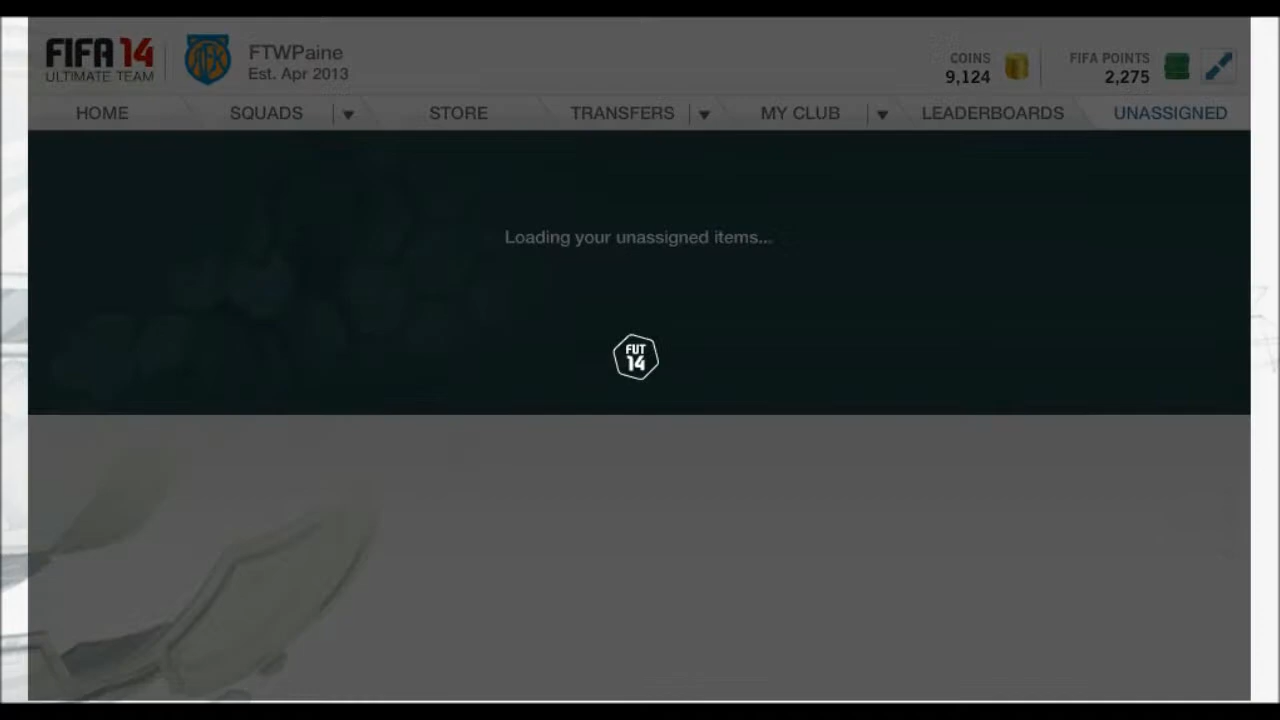 FIFA 14
ULTIMATE TEAM
FTWPaine
Est. Apr 2013
COINS
9,124
FIFA POINTS
2,275
HOME
SQUADS
STORE
TRANSFERS
MY CLUB
LEADERBOARDS
UNASSIGNED
Loading your unassigned items...
FUT
14